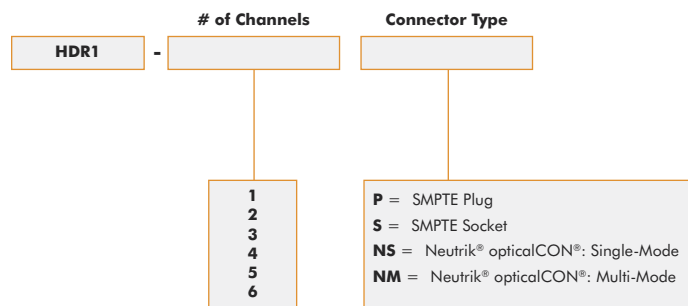 # of Channels Connector Type
HDR1 -
1
2
3
4
5
6
P = SMPTE Plug
S = SMPTE Socket
NS = Neutrik® opticalCON®: Single-Mode
NM = Neutrik® opticalCON®: Multi-Mode